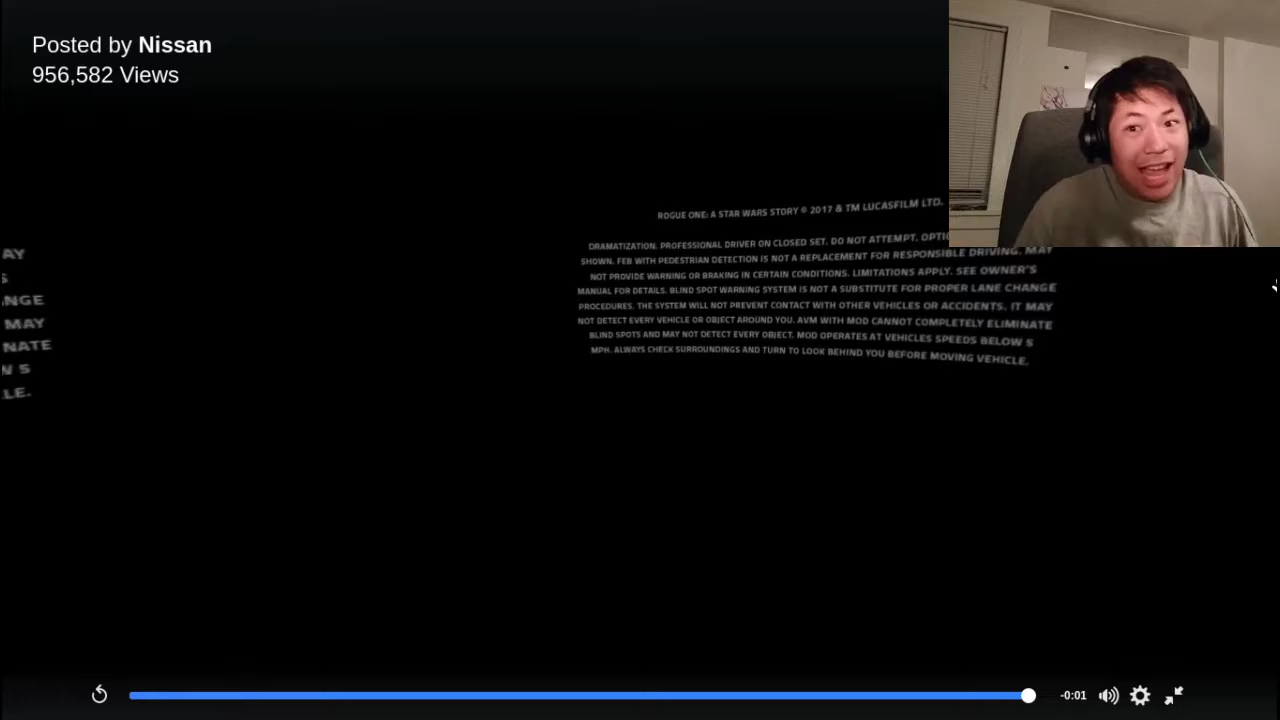 Posted by Nissan
956,582 Views
ROGUE ONE: A STAR WARS STORY © 2017 & TM LUCASFILM LTD.
DRAMATIZATION. PROFESSIONAL DRIVER ON CLOSED SET. DO NOT ATTEMPT.
SHOWN. FEB WITH PEDESTRIAN DETECTION IS NOT A REPLACEMENT FOR RESPONSIBLE DRIVING. MAY
NOT PROVIDE WARNING OR BRAKING IN CERTAIN CONDITIONS. LIMITATIONS APPLY. SEE OWNER'S
MANUAL FOR DETAILS. BLIND SPOT WARNING SYSTEM IS NOT A SUBSTITUTE FOR PROPER LANE CHANGE
PROCEDURES. THE SYSTEM WILL NOT PREVENT CONTACT WITH OTHER VEHICLES OR ACCIDENTS. IT MAY
NOT DETECT EVERY VEHICLE OR OBJECT AROUND YOU. AVM WITH MOD CANNOT COMPLETELY ELIMINATE
BLIND SPOTS AND MAY NOT DETECT EVERY OBJECT. MOD OPERATES AT VEHICLES SPEEDS BELOW 5
MPH. ALWAYS CHECK SURROUNDINGS AND TURN TO LOOK BEHIND YOU BEFORE MOVING VEHICLE.
AY
S
NGE
MAY
NATE
W 5
LE.
-0:01